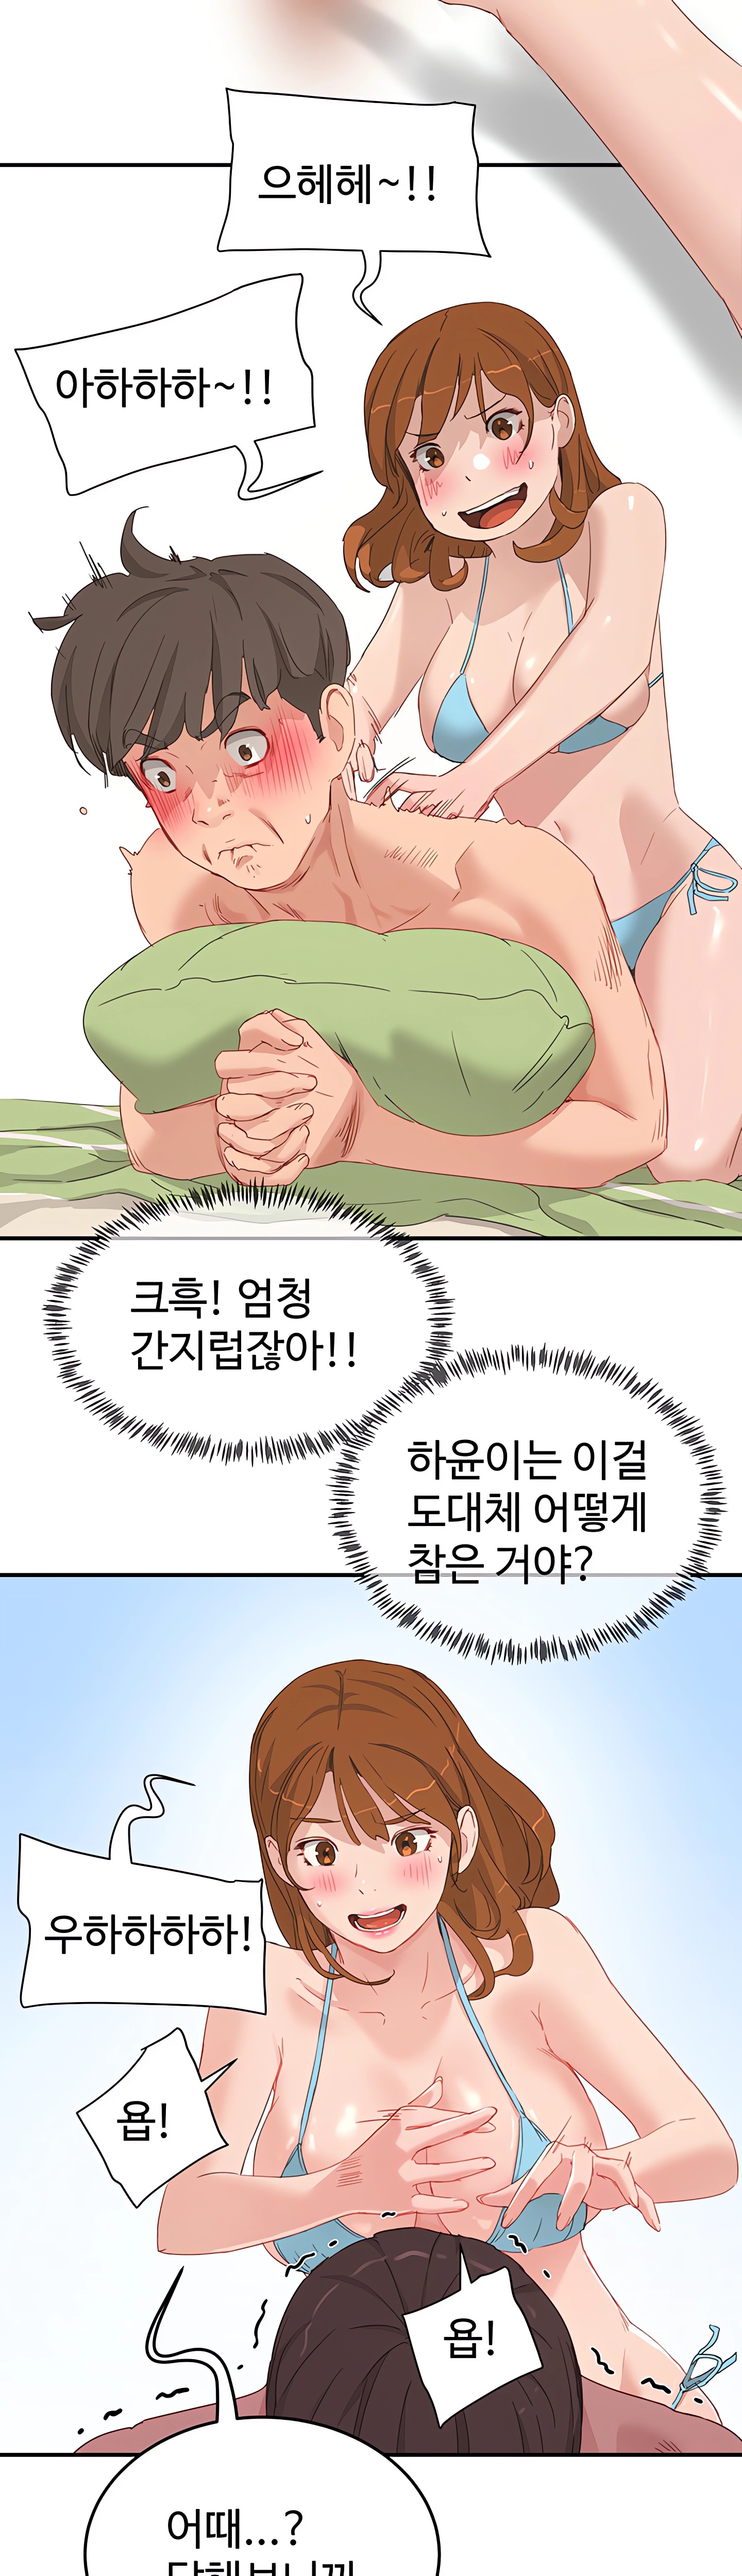 으헤헤~!!
아하하하~!!
크흑! 엄청
간지럽잖아!!
하윤이는 이걸
도대체 어떻게
참은 거야?
우하하하하!
욥!
욥!
어때...?